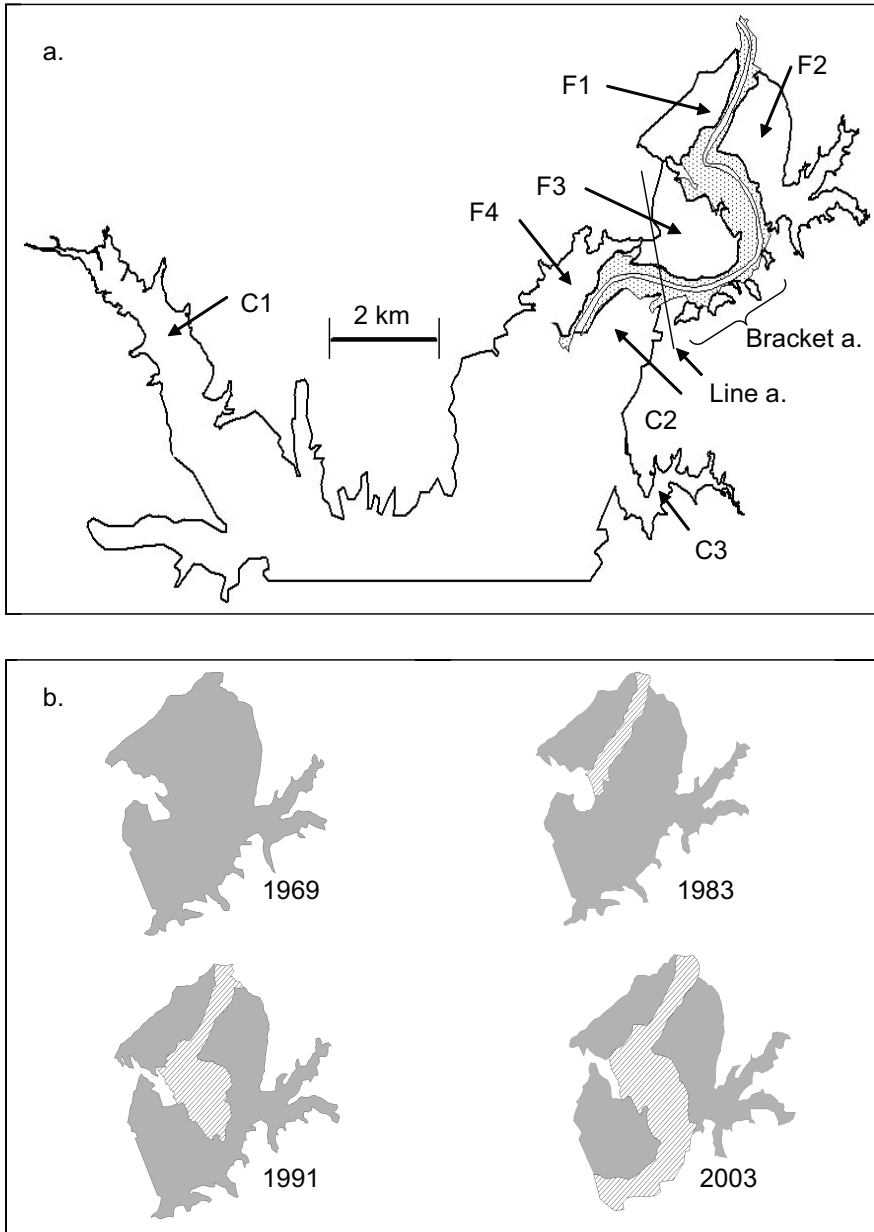 a.
F1
F2
F3
F4
C1
2 km
Bracket a.
Line a.
C2
C3
b.
1969
1983
1991
2003